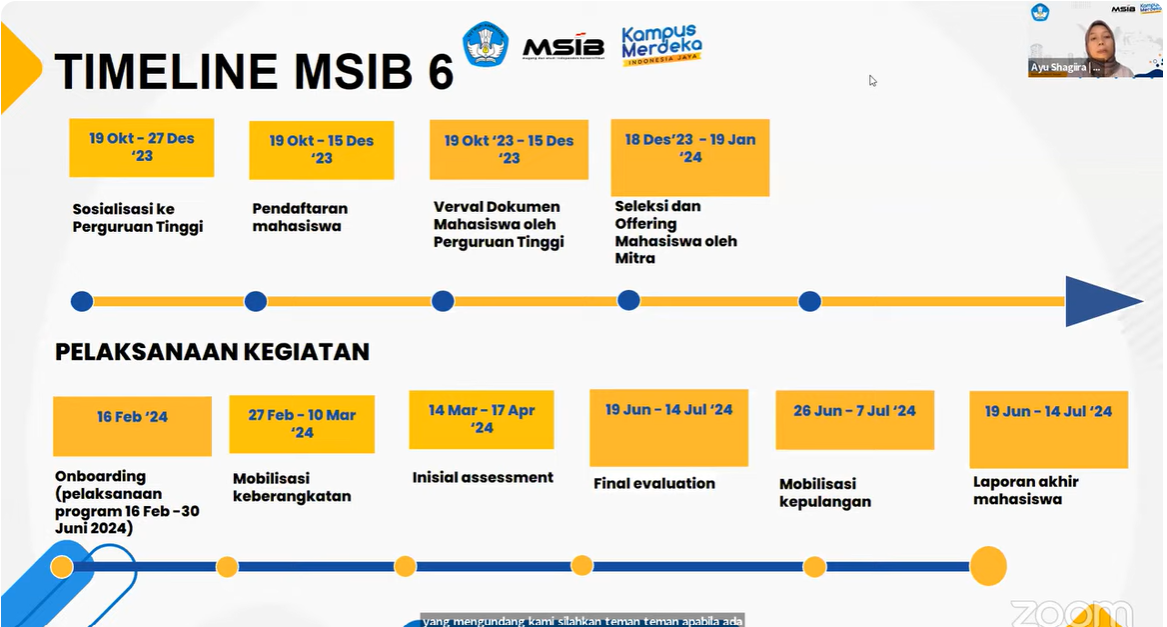 TIMELINE MSIB 6
MSIB
Kampus
Merdeka
INDONESIA JAYA
MSIB
Kampus
Merdeka
Ayu Shagiira | ...
19 Okt - 27 Des
‘23
Sosialisasi ke
Perguruan Tinggi
19 Okt - 15 Des
‘23
Pendaftaran
mahasiswa
19 Okt ‘23 - 15 Des
‘23
Verval Dokumen
Mahasiswa oleh
Perguruan Tinggi
18 Des’23 - 19 Jan
‘24
Seleksi dan
Offering
Mahasiswa oleh
Mitra
PELAKSANAAN KEGIATAN
16 Feb ‘24
Onboarding
(pelaksanaan
program 16 Feb -30
Juni 2024)
27 Feb - 10 Mar
‘24
Mobilisasi
keberangkatan
14 Mar - 17 Apr
‘24
Inisial assessment
19 Jun - 14 Jul ‘24
Final evaluation
26 Jun - 7 Jul ‘24
Mobilisasi
kepulangan
19 Jun - 14 Jul ‘24
Laporan akhir
mahasiswa
yang mengundang kami silahkan teman teman apabila ada
zoom